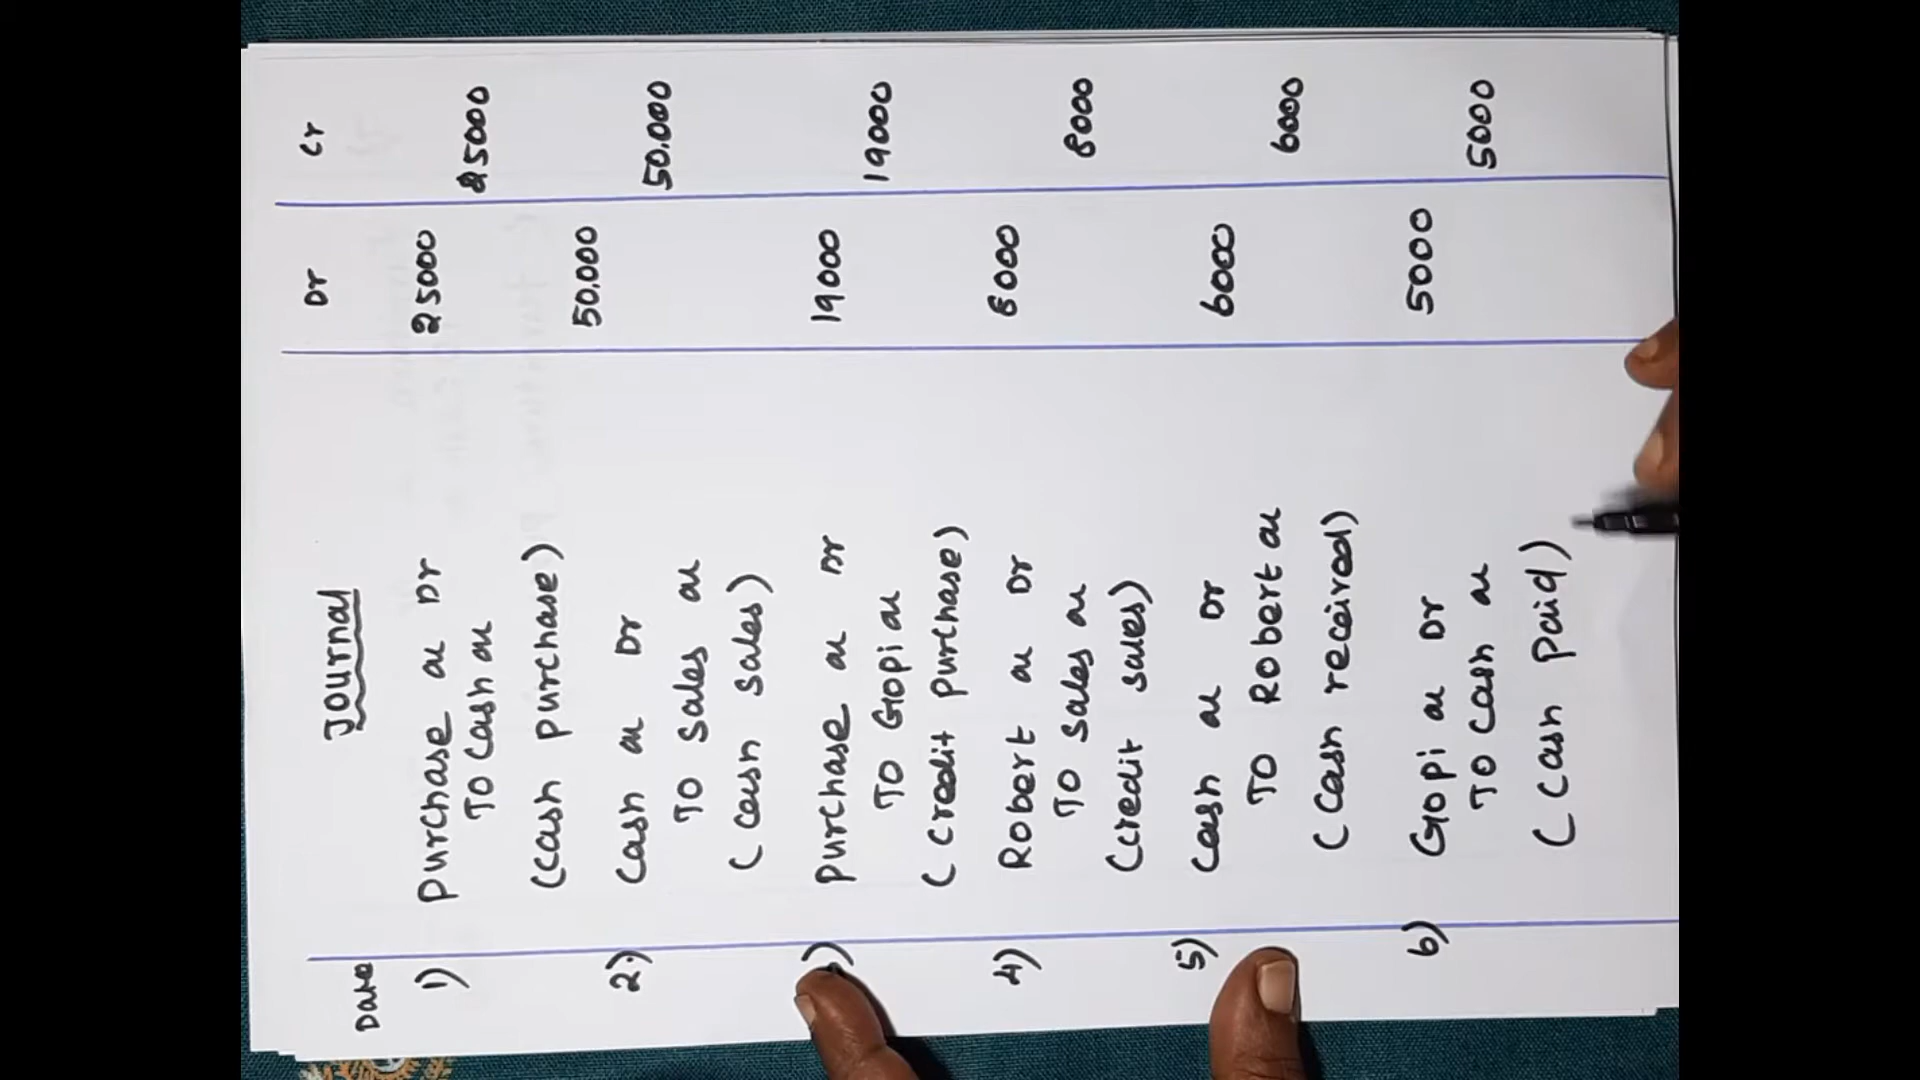 Journal
Date Dr Cr
1) Purchase a/c Dr 25000
To Cash a/c 25000
(Cash purchase)
2) Cash a/c Dr 50,000
To Sales a/c 50,000
(Cash sales)
) Purchase a/c Dr 19000
To Gopi a/c 19000
(Credit purchase)
4) Robert a/c Dr 8000
To Sales a/c 8000
(Credit sales)
5) Cash a/c Dr 6000
To Robert a/c 6000
(Cash received)
6) Gopi a/c Dr 5000
To Cash a/c 5000
(Cash paid)